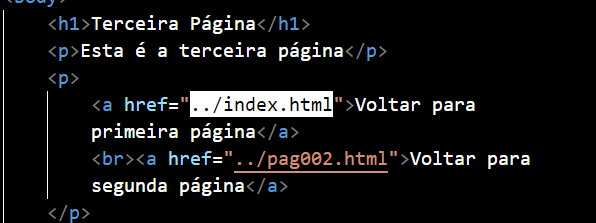 <body>
<h1>Terceira Página</h1>
<p>Esta é a terceira página</p>
<p>
<a href="../index.html">Voltar para
primeira página</a>
<br><a href="../pag002.html">Voltar para
segunda página</a>
</p>